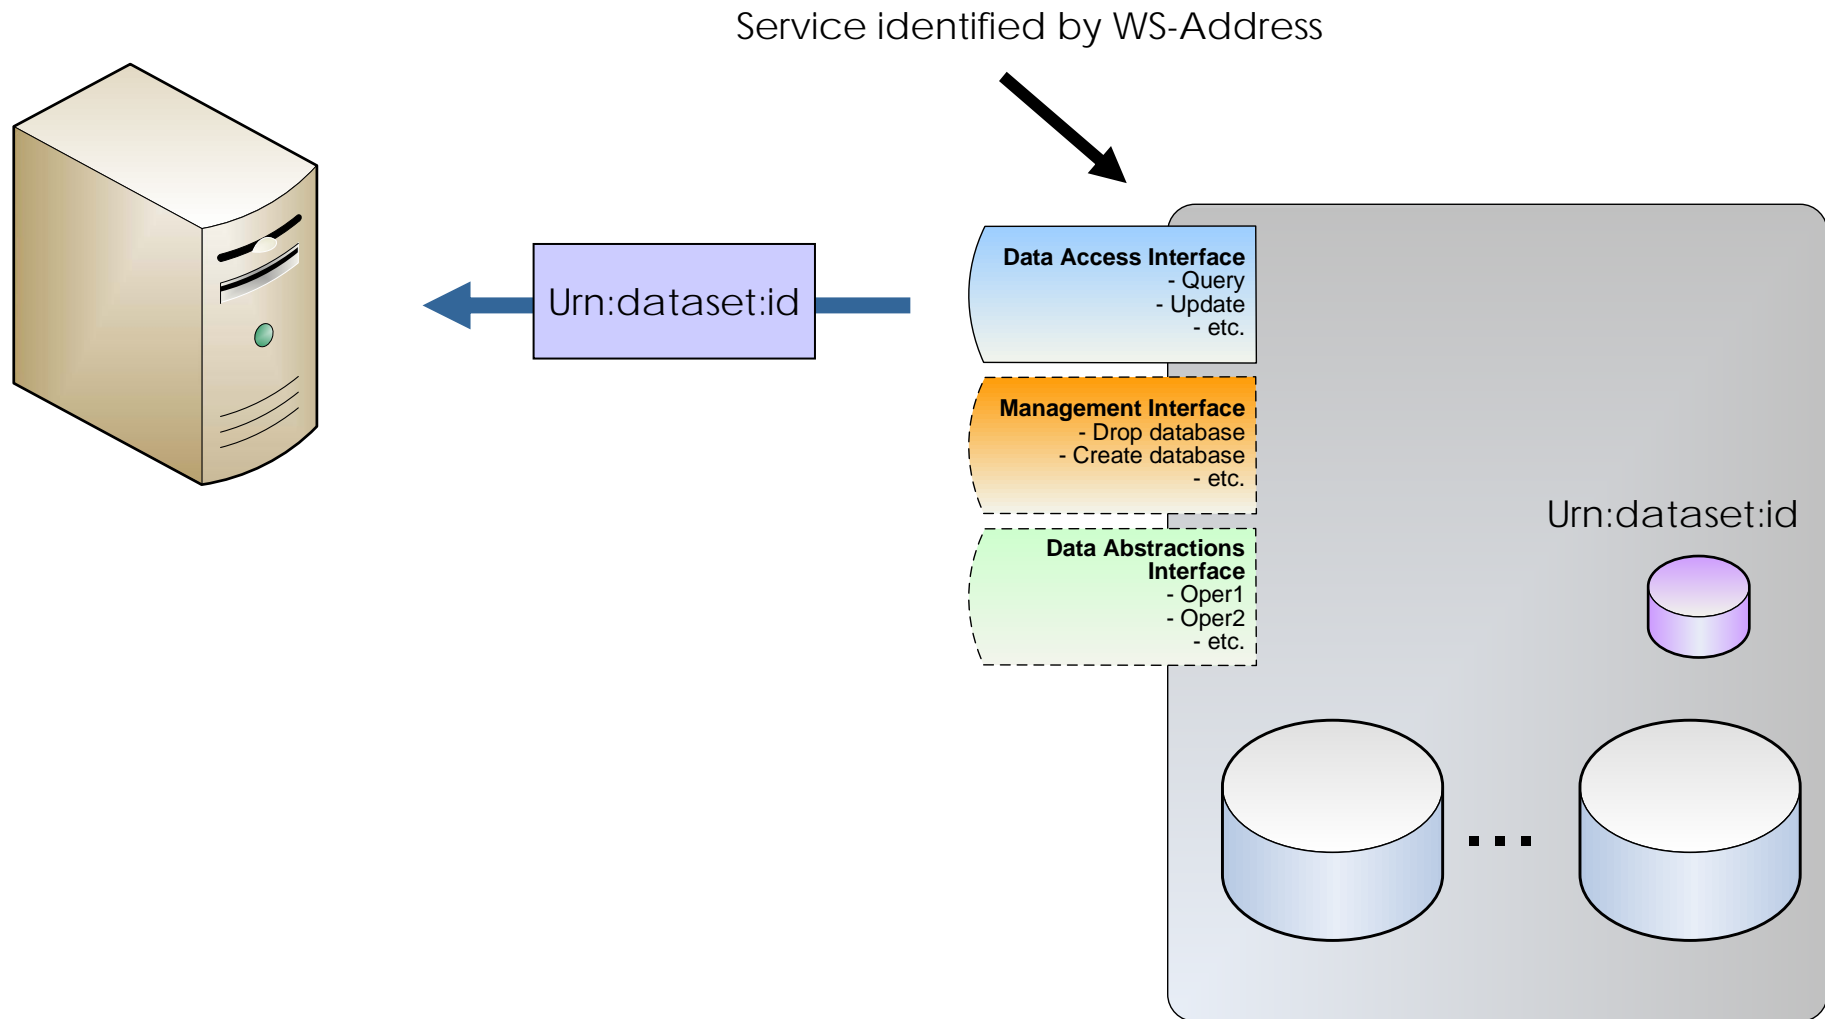 Service identified by WS-Address
Urn:dataset:id
Data Access Interface
- Query
- Update
- etc.
Management Interface
- Drop database
- Create database
- etc.
Data Abstractions
Interface
- Oper1
- Oper2
- etc.
Urn:dataset:id
...